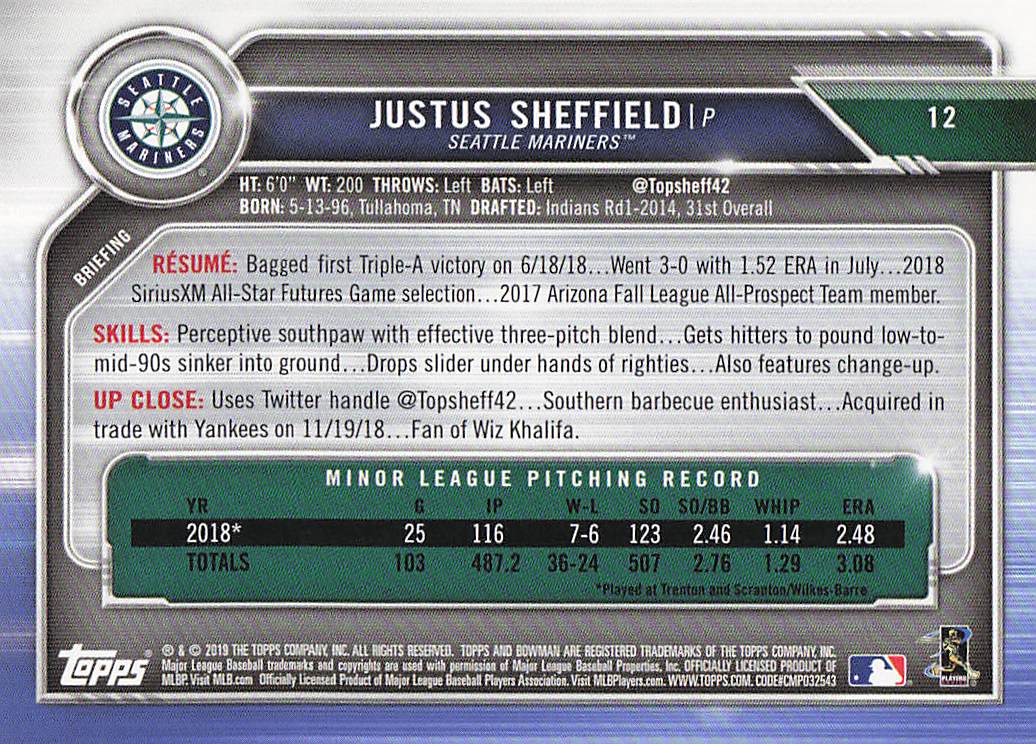 SEATTLE
MARINERS
JUSTUS SHEFFIELD | P
SEATTLE MARINERS™
12
HT: 6'0" WT: 200 THROWS: Left BATS: Left @Topsheff42
BORN: 5-13-96, Tullahoma, TN DRAFTED: Indians Rd1-2014, 31st Overall
BRIEFING
RÉSUMÉ: Bagged first Triple-A victory on 6/18/18...Went 3-0 with 1.52 ERA in July...2018
SiriusXM All-Star Futures Game selection...2017 Arizona Fall League All-Prospect Team member.
SKILLS: Perceptive southpaw with effective three-pitch blend...Gets hitters to pound low-to-
mid-90s sinker into ground...Drops slider under hands of righties...Also features change-up.
UP CLOSE: Uses Twitter handle @Topsheff42...Southern barbecue enthusiast...Acquired in
trade with Yankees on 11/19/18...Fan of Wiz Khalifa.
MINOR LEAGUE PITCHING RECORD
YR G IP W-L SO SO/BB WHIP ERA
2018* 25 116 7-6 123 2.46 1.14 2.48
TOTALS 103 487.2 36-24 507 2.76 1.29 3.08
*Played at Trenton and Scranton/Wilkes-Barre
Topps
® & © 2019 THE TOPPS COMPANY, INC. ALL RIGHTS RESERVED. TOPPS AND BOWMAN ARE REGISTERED TRADEMARKS OF THE TOPPS COMPANY, INC.
Major League Baseball trademarks and copyrights are used with permission of Major League Baseball Properties, Inc. OFFICIALLY LICENSED PRODUCT OF
MLBP. Visit MLB.com Officially Licensed Product of Major League Baseball Players Association. Visit MLBPlayers.com. WWW.TOPPS.COM. CODE#CMP032543
PLAYERS